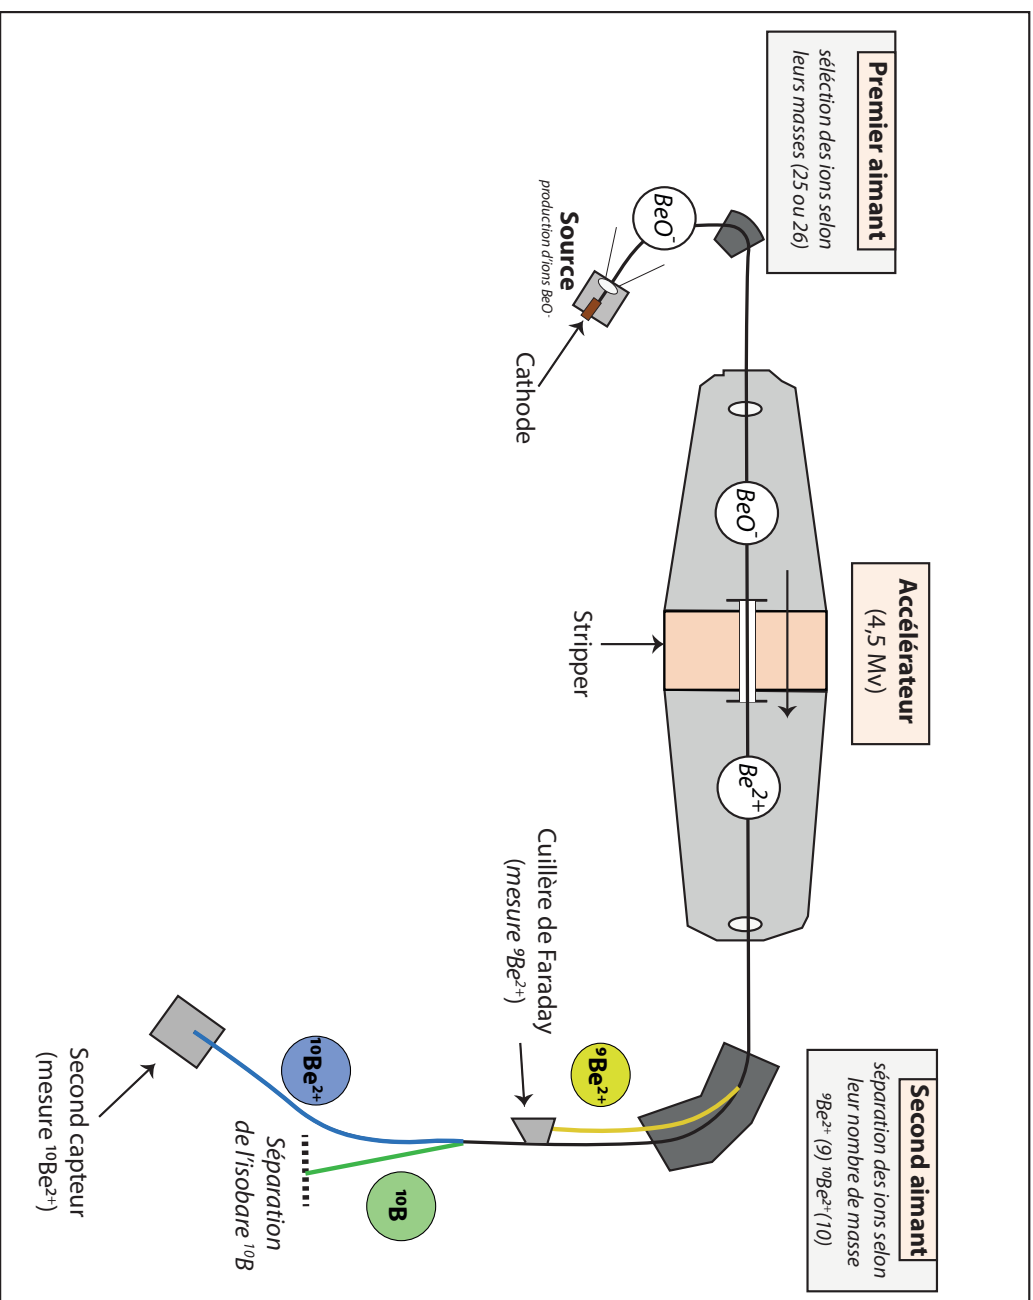 Premier aimant
séléction des ions selon
leurs masses (25 ou 26)
Accélérateur
(4,5 Mv)
Second aimant
séparation des ions selon
leur nombre de masse
⁹Be²⁺ (9) ¹⁰Be²⁺(10)
BeO⁻
Source
production d'ions BeO⁻
Cathode
BeO⁻
Stripper
Be²⁺
⁹Be²⁺
Cuillère de Faraday
(mesure ⁹Be²⁺)
¹⁰B
¹⁰Be²⁺
Séparation
de l'isobare ¹⁰B
Second capteur
(mesure ¹⁰Be²⁺)